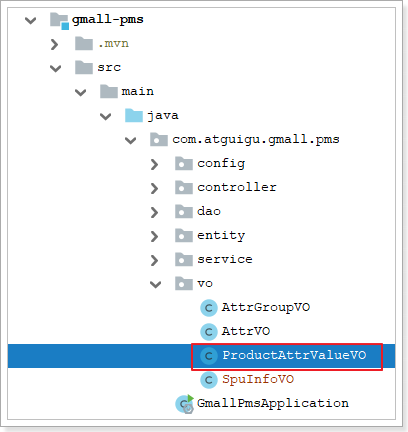 gmall-pms
.mvn
src
main
java
com.atguigu.gmall.pms
config
controller
dao
entity
service
vo
AttrGroupVO
AttrVO
ProductAttrValueVO
SpuInfoVO
GmallPmsApplication